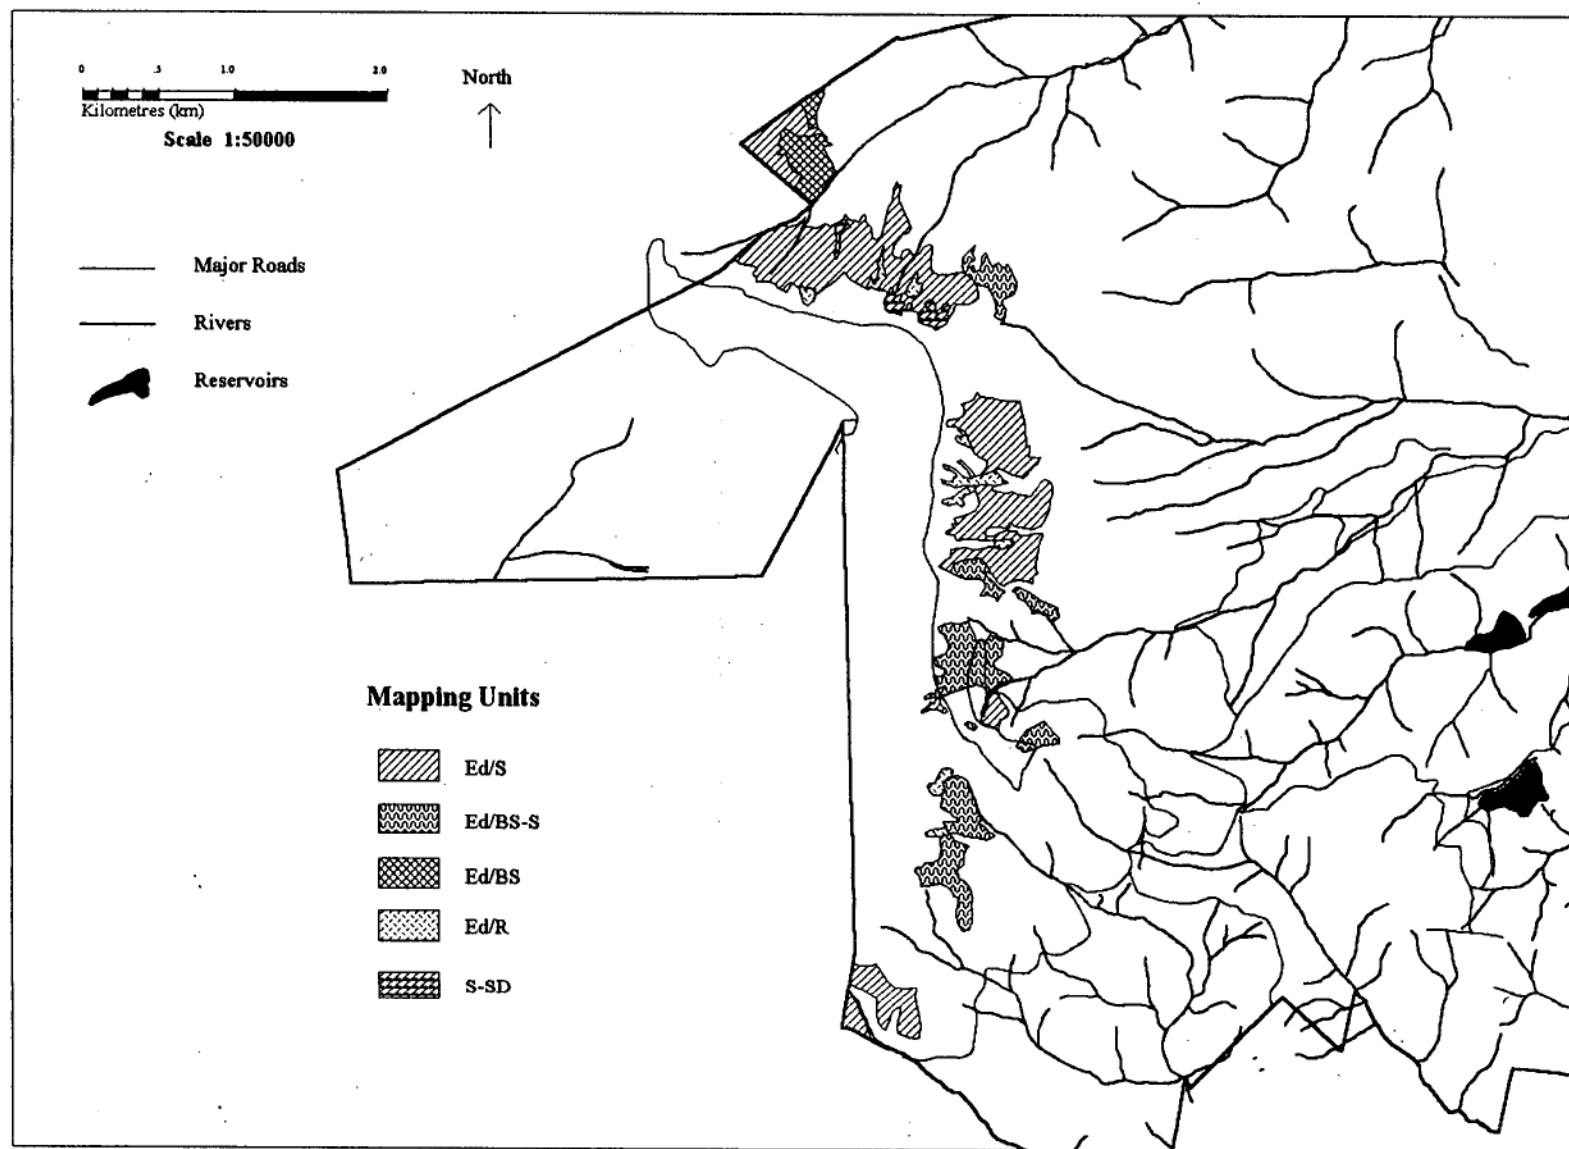 0 .5 1.0 2.0
North
Kilometres (km)
Scale 1:50000
Major Roads
Rivers
Reservoirs
Mapping Units
Ed/S
Ed/BS-S
Ed/BS
Ed/R
S-SD